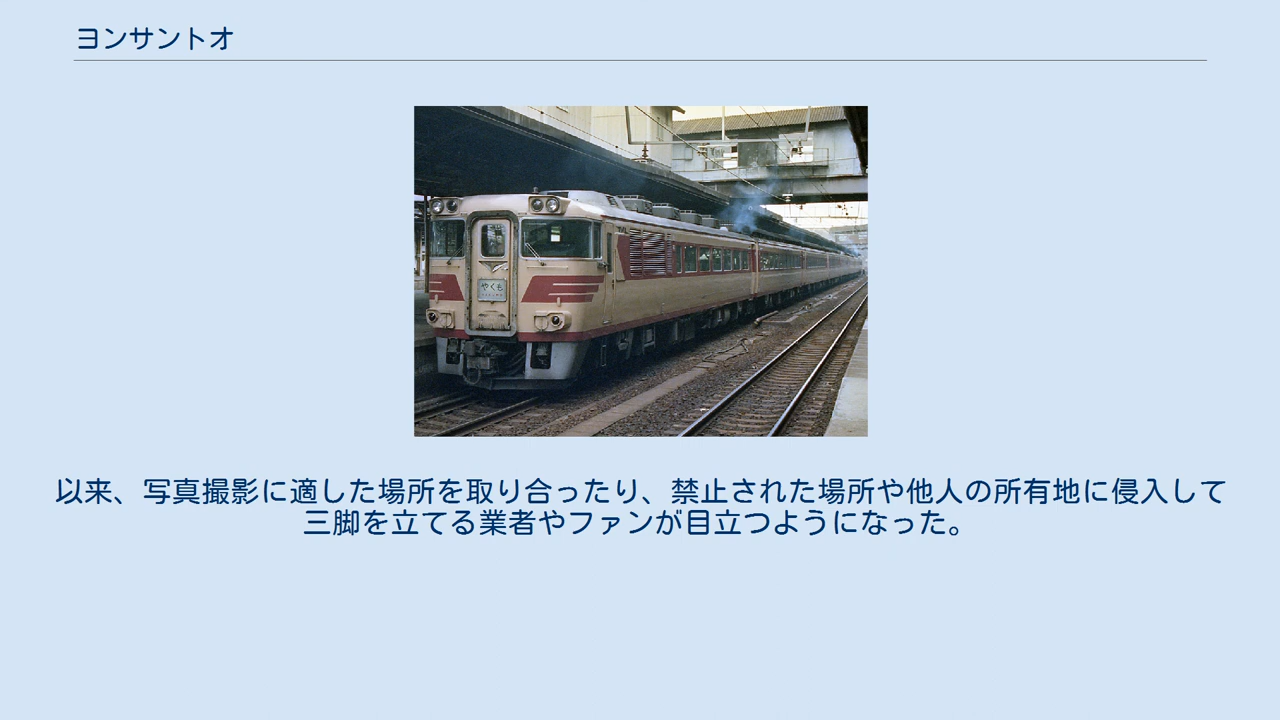 ヨンサントオ
やくも
以来、写真撮影に適した場所を取り合ったり、禁止された場所や他人の所有地に侵入して
三脚を立てる業者やファンが目立つようになった。